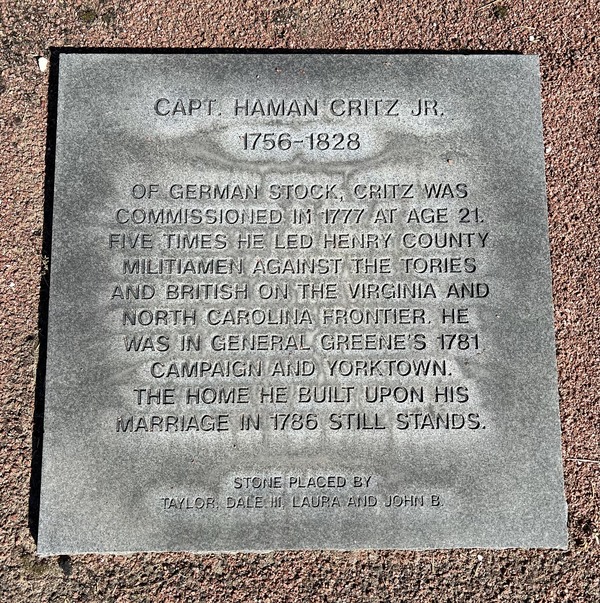 CAPT. HAMAN CRITZ JR.
1756-1828
OF GERMAN STOCK, CRITZ WAS
COMMISSIONED IN 1777 AT AGE 21.
FIVE TIMES HE LED HENRY COUNTY
MILITIAMEN AGAINST THE TORIES
AND BRITISH ON THE VIRGINIA AND
NORTH CAROLINA FRONTIER. HE
WAS IN GENERAL GREENE'S 1781
CAMPAIGN AND YORKTOWN.
THE HOME HE BUILT UPON HIS
MARRIAGE IN 1786 STILL STANDS.
STONE PLACED BY
TAYLOR, DALE III, LAURA AND JOHN B.